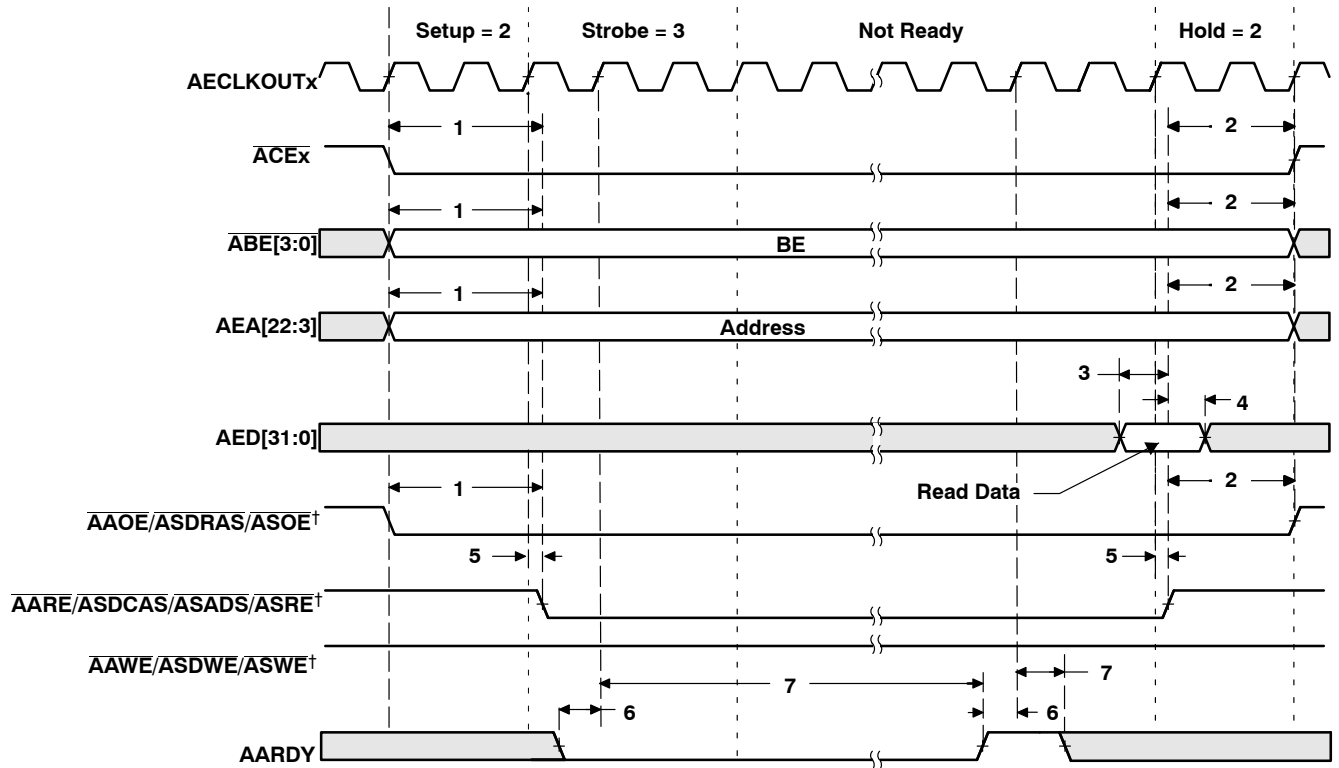 Setup = 2 Strobe = 3 Not Ready Hold = 2
AECLKOUTx
1 2
ACEx
1 2
ABE[3:0] BE
1 2
AEA[22:3] Address
3
4
AED[31:0]
1 Read Data 2
AAOE/ASDRAS/ASOE†
5 5
AARE/ASDCAS/ASADS/ASRE†
AAWE/ASDWE/ASWE†
7 7
6 6
AARDY